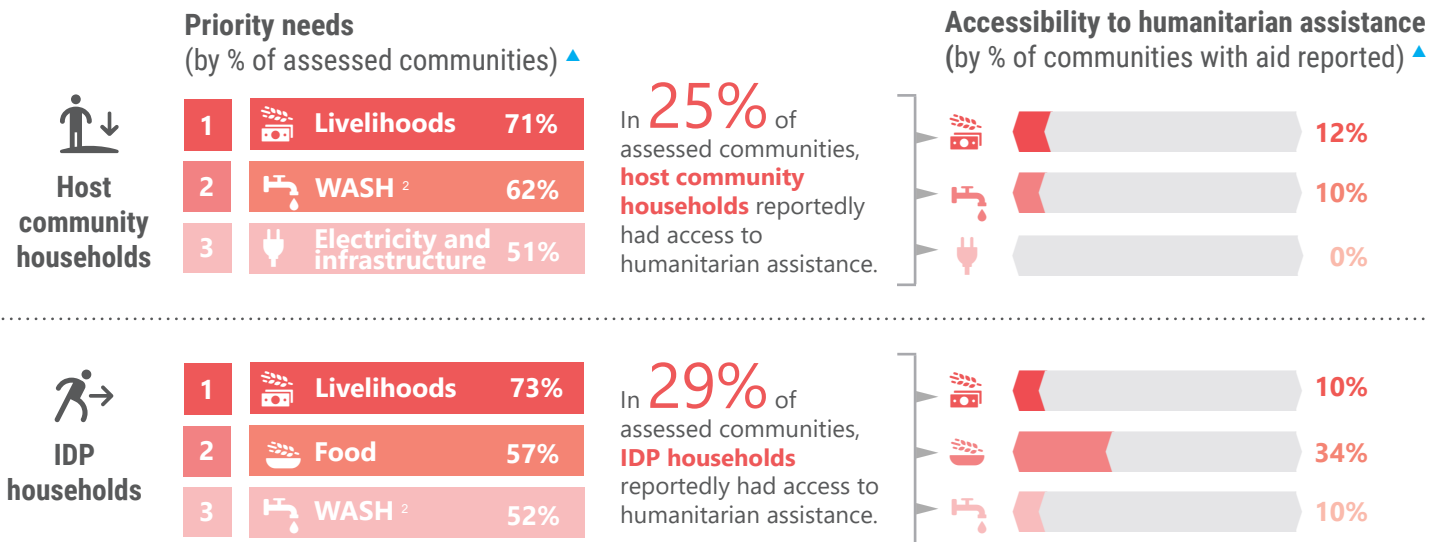 Priority needs
(by % of assessed communities) ▲
Accessibility to humanitarian assistance
(by % of communities with aid reported) ▲
Host
community
households
1 Livelihoods 71%
2 WASH 2 62%
3 Electricity and
infrastructure 51%
In 25% of
assessed communities,
host community
households reportedly
had access to
humanitarian assistance.
12%
10%
0%
IDP
households
1 Livelihoods 73%
2 Food 57%
3 WASH 2 52%
In 29% of
assessed communities,
IDP households
reportedly had access to
humanitarian assistance.
10%
34%
10%